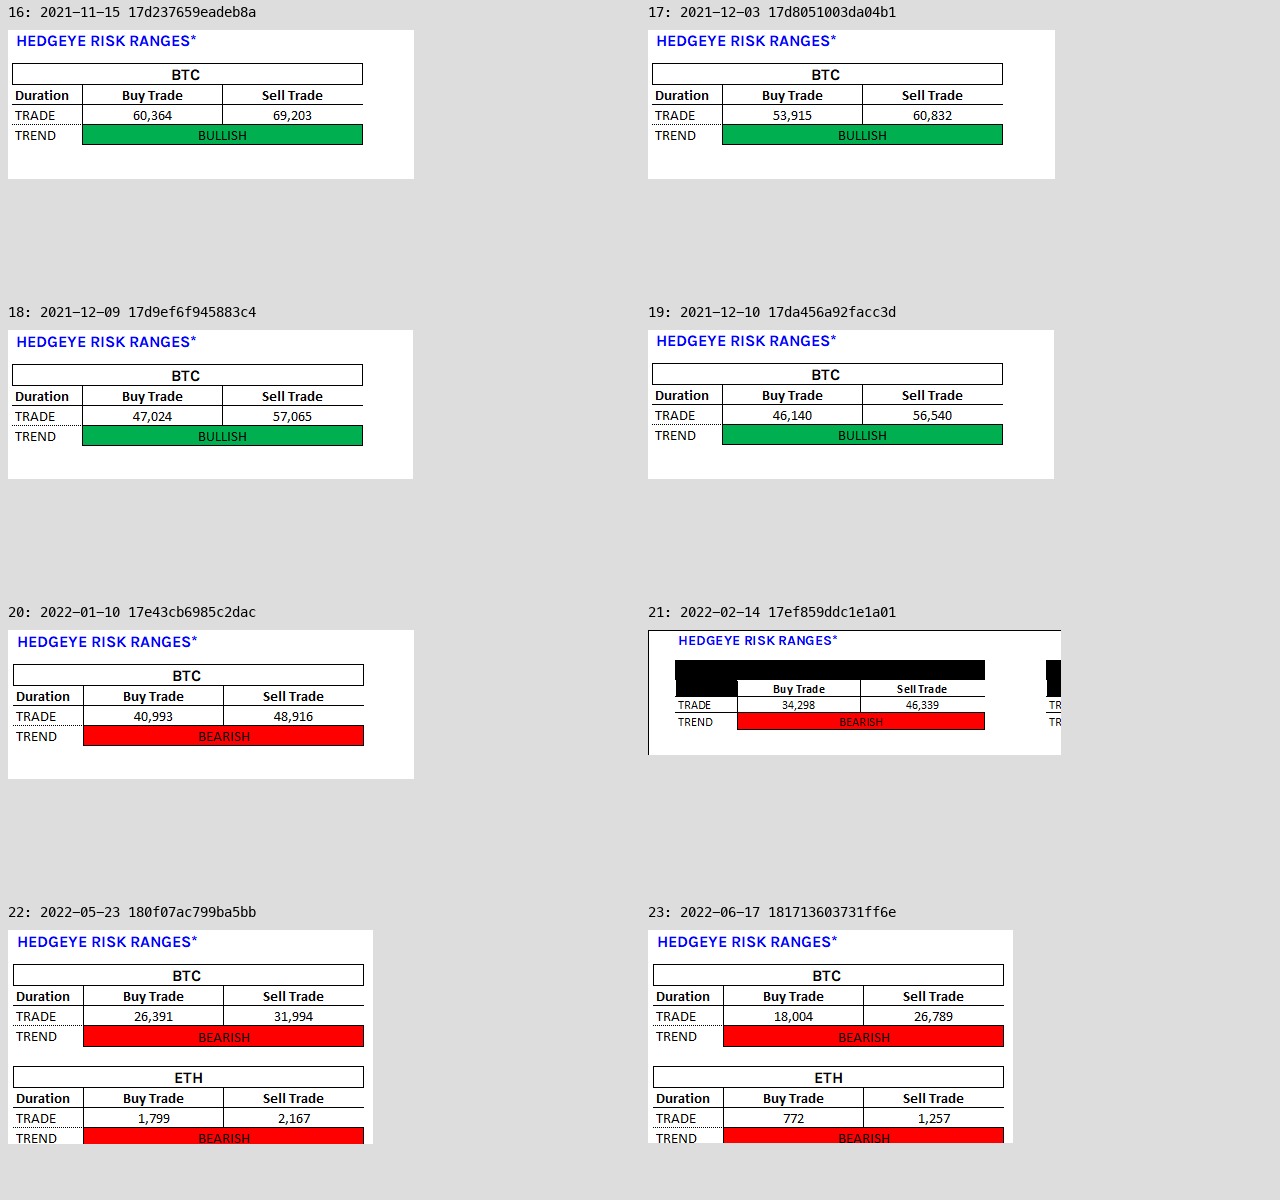 16: 2021-11-15 17d237659eadeb8a
HEDGEYE RISK RANGES*
BTC
Duration Buy Trade Sell Trade
TRADE 60,364 69,203
TREND BULLISH
17: 2021-12-03 17d8051003da04b1
HEDGEYE RISK RANGES*
BTC
Duration Buy Trade Sell Trade
TRADE 53,915 60,832
TREND BULLISH
18: 2021-12-09 17d9ef6f945883c4
HEDGEYE RISK RANGES*
BTC
Duration Buy Trade Sell Trade
TRADE 47,024 57,065
TREND BULLISH
19: 2021-12-10 17da456a92facc3d
HEDGEYE RISK RANGES*
BTC
Duration Buy Trade Sell Trade
TRADE 46,140 56,540
TREND BULLISH
20: 2022-01-10 17e43cb6985c2dac
HEDGEYE RISK RANGES*
BTC
Duration Buy Trade Sell Trade
TRADE 40,993 48,916
TREND BEARISH
21: 2022-02-14 17ef859ddc1e1a01
HEDGEYE RISK RANGES*
Buy Trade Sell Trade
TRADE 34,298 46,339 TR
TREND BEARISH TR
22: 2022-05-23 180f07ac799ba5bb
HEDGEYE RISK RANGES*
BTC
Duration Buy Trade Sell Trade
TRADE 26,391 31,994
TREND BEARISH
ETH
Duration Buy Trade Sell Trade
TRADE 1,799 2,167
TREND BEARISH
23: 2022-06-17 181713603731ff6e
HEDGEYE RISK RANGES*
BTC
Duration Buy Trade Sell Trade
TRADE 18,004 26,789
TREND BEARISH
ETH
Duration Buy Trade Sell Trade
TRADE 772 1,257
TREND BEARISH